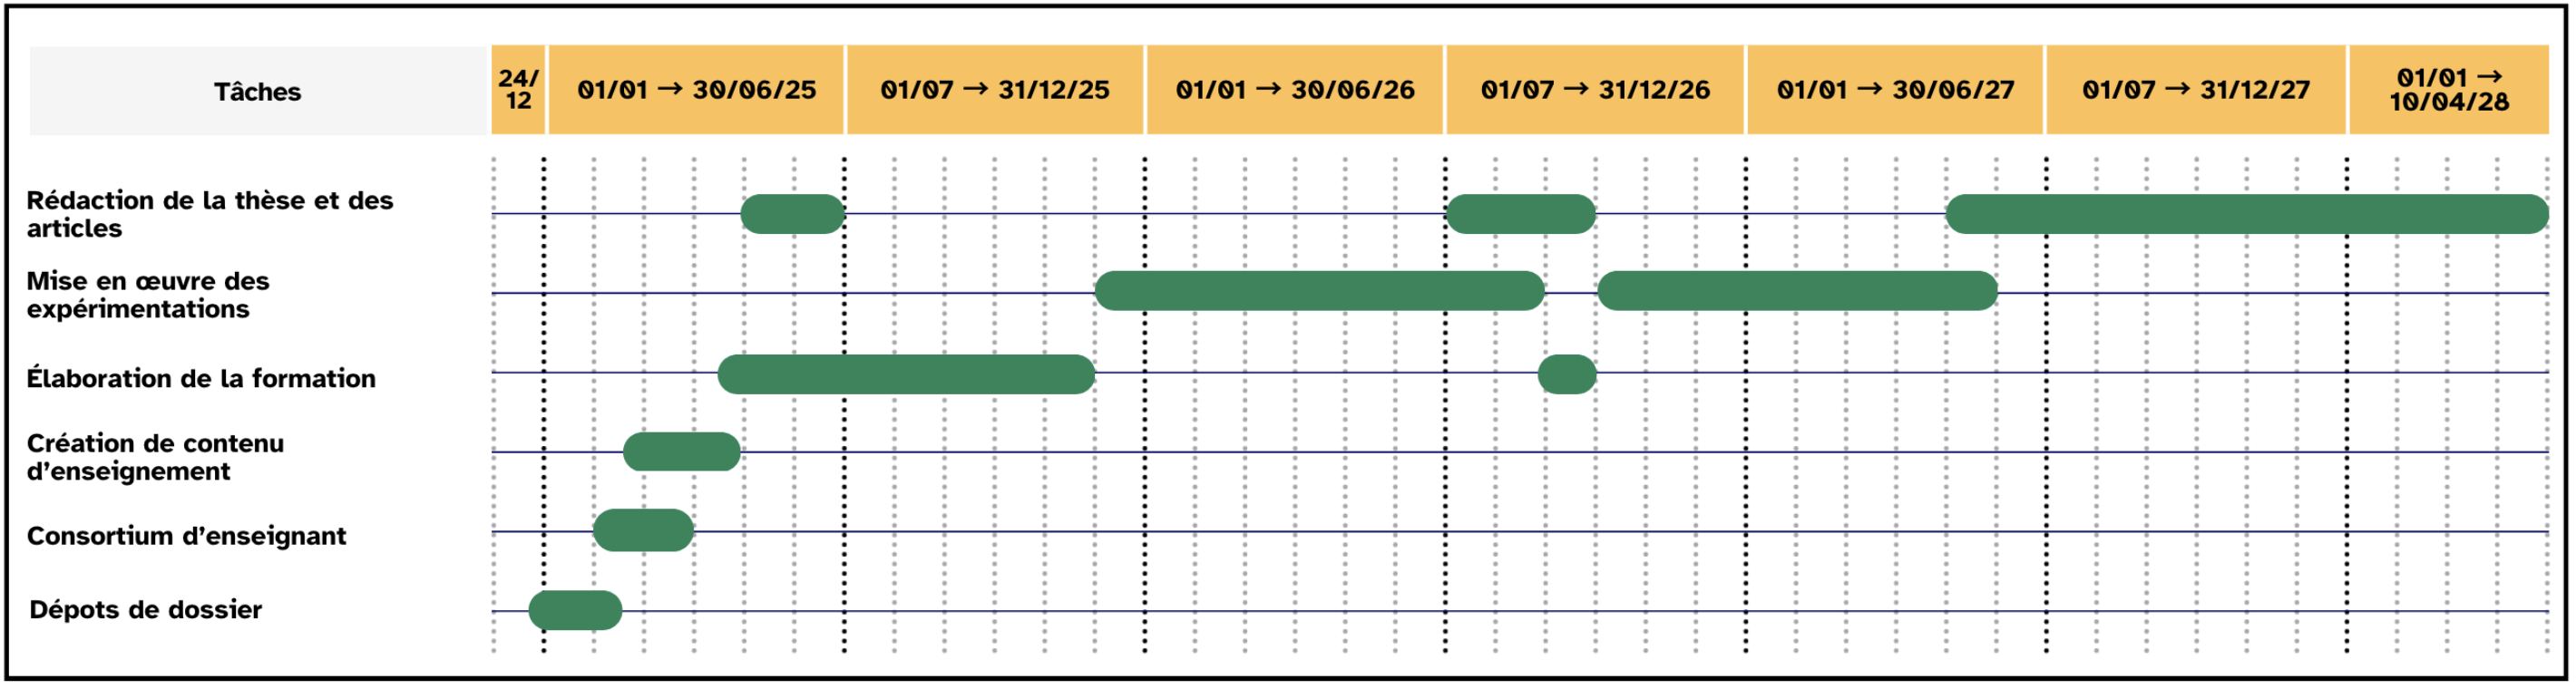 Tâches
24/
12
01/01 → 30/06/25
01/07 → 31/12/25
01/01 → 30/06/26
01/07 → 31/12/26
01/01 → 30/06/27
01/07 → 31/12/27
01/01 →
10/04/28
Rédaction de la thèse et des
articles
Mise en œuvre des
expérimentations
Élaboration de la formation
Création de contenu
d’enseignement
Consortium d’enseignant
Dépots de dossier